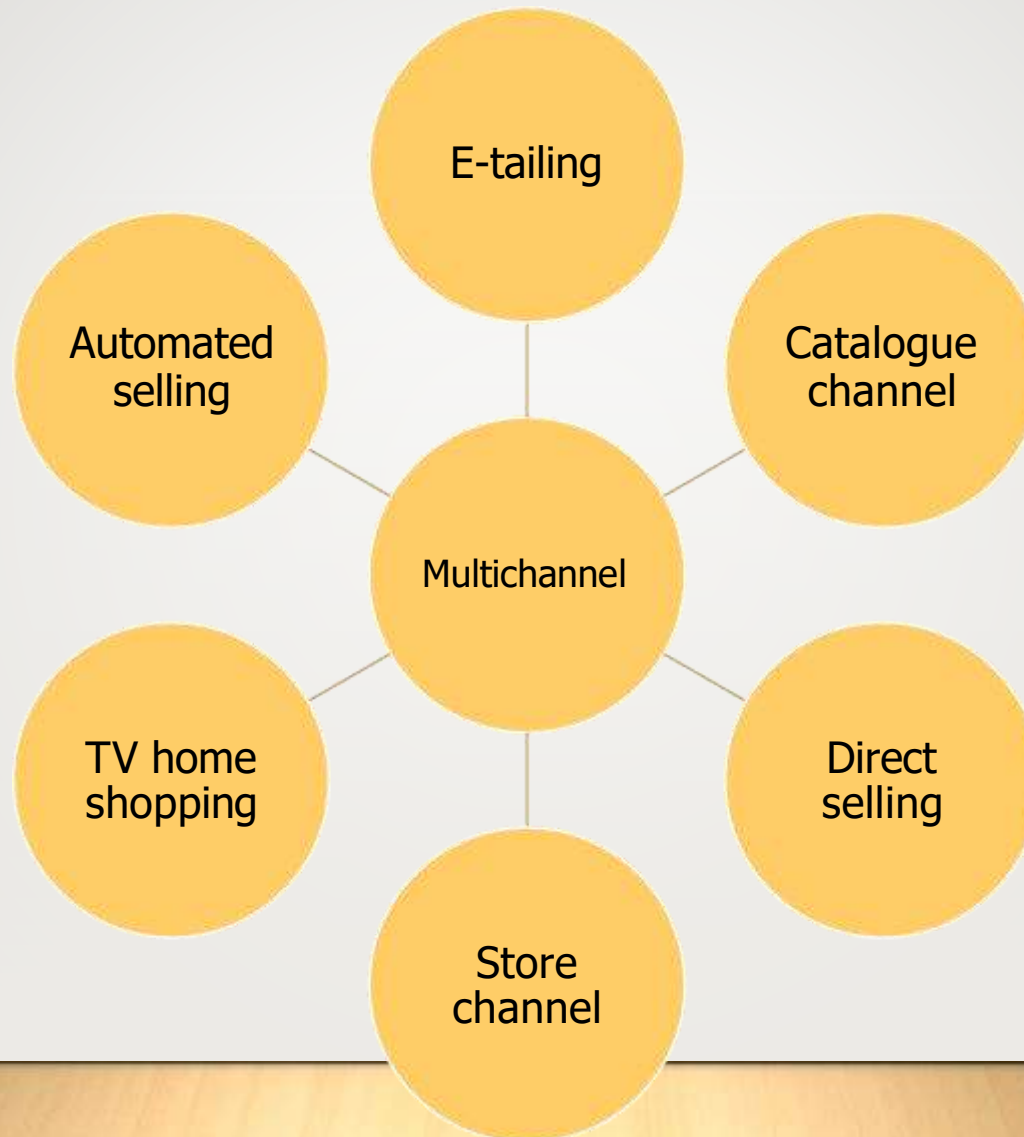 E-tailing
Automated
selling
Catalogue
channel
Multichannel
TV home
shopping
Direct
selling
Store
channel